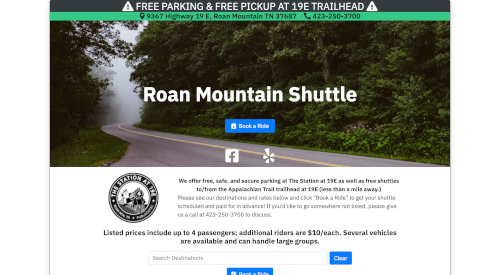 FREE PARKING & FREE PICKUP AT 19E TRAILHEAD
9367 Highway 19 E, Roan Mountain TN 37687 423-250-3700
Roan Mountain Shuttle
Book a Ride
THE STATION AT 19E
We offer free, safe, and secure parking at The Station at 19E as well as free shuttles
to/from the Appalachian Trail trailhead at 19E (less than a mile away.)
Please see our destinations and rates below and click "Book a Ride" to get your shuttle
scheduled and paid for in advance! If you'd like to go somewhere not listed, please give
us a call at 423-250-3700 to discuss.
Listed prices include up to 4 passengers; additional riders are $10/each. Several vehicles
are available and can handle large groups.
Search Destinations
Clear
Book a Ride